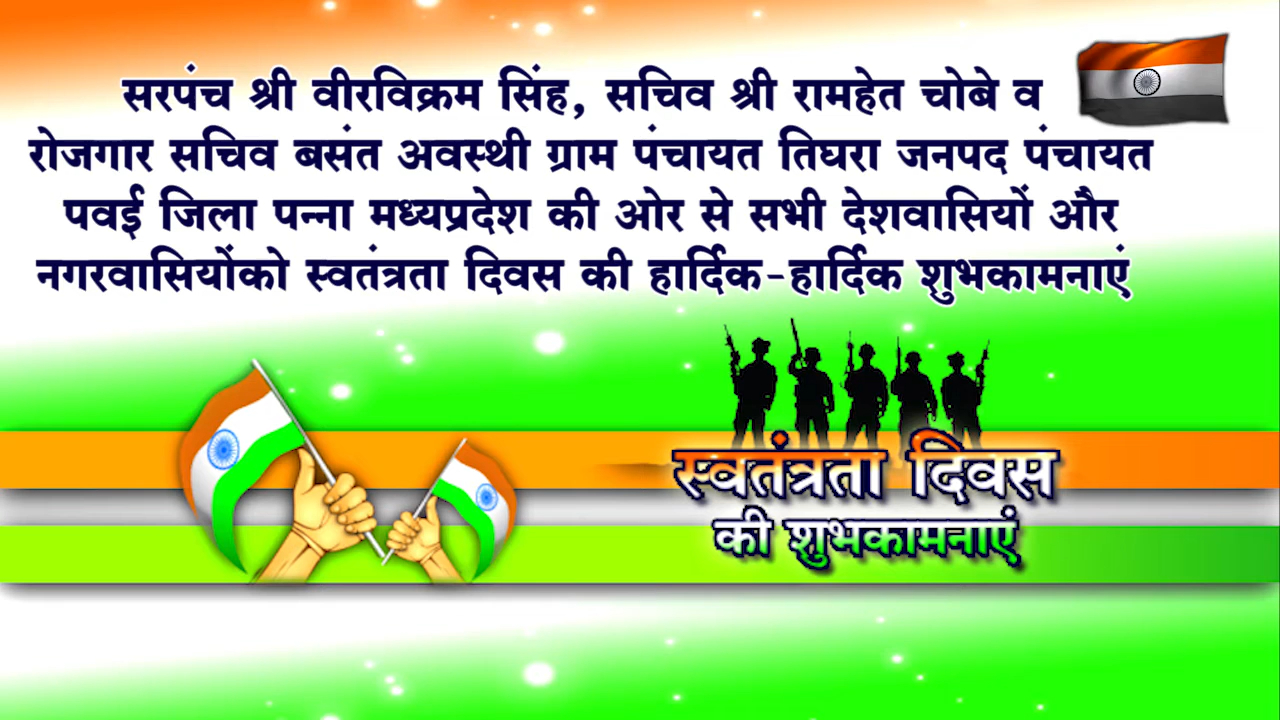 सरपंच श्री वीरविक्रम सिंह, सचिव श्री रामहेत चोबे व
रोजगार सचिव बसंत अवस्थी ग्राम पंचायत तिघरा जनपद पंचायत
पवई जिला पन्ना मध्यप्रदेश की ओर से सभी देशवासियों और
नगरवासियोंको स्वतंत्रता दिवस की हार्दिक-हार्दिक शुभकामनाएं
स्वतंत्रता दिवस
की शुभकामनाएं